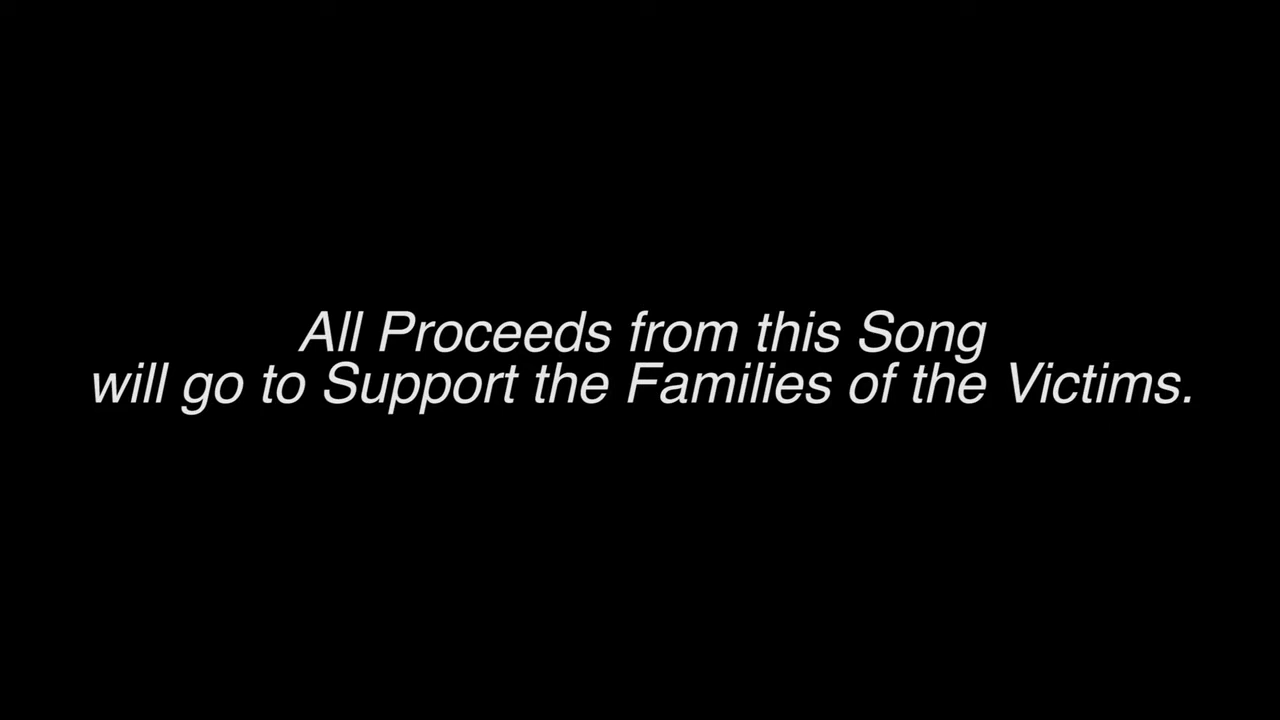 All Proceeds from this Song
will go to Support the Families of the Victims.